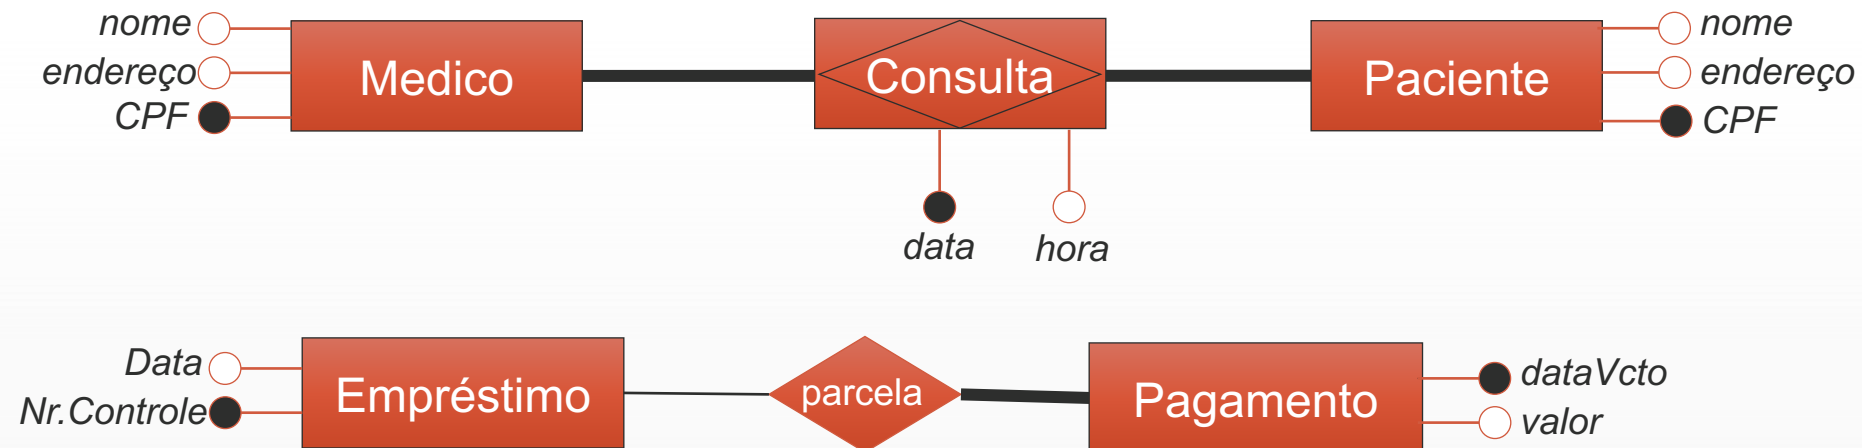 nome
endereço
CPF
Medico
Consulta
Paciente
nome
endereço
CPF
data
hora
Data
Nr.Controle
Empréstimo
parcela
Pagamento
dataVcto
valor